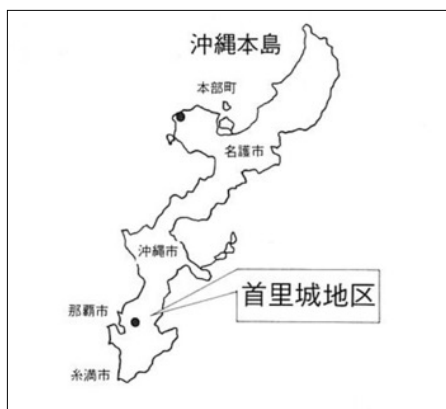 沖縄本島
本部町
名護市
沖縄市
首里城地区
那覇市
糸満市